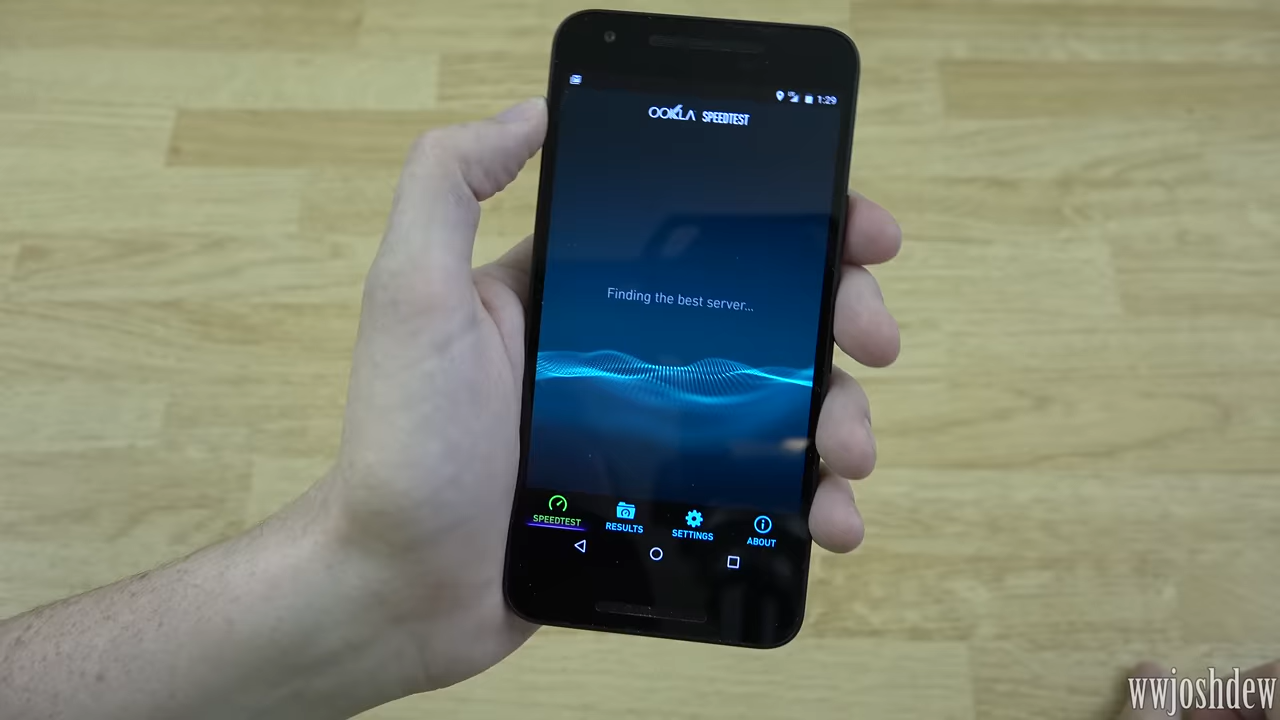 1:29
OOKLA SPEEDTEST
Finding the best server...
SPEEDTEST
RESULTS
SETTINGS
ABOUT
wwjoshdew